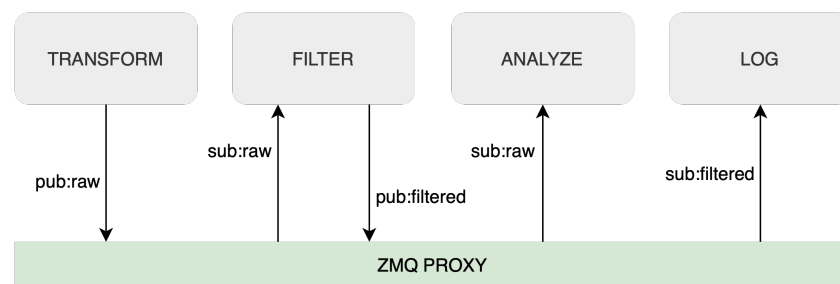 TRANSFORM
FILTER
ANALYZE
LOG
sub:raw
sub:raw
sub:filtered
pub:raw
pub:filtered
ZMQ PROXY